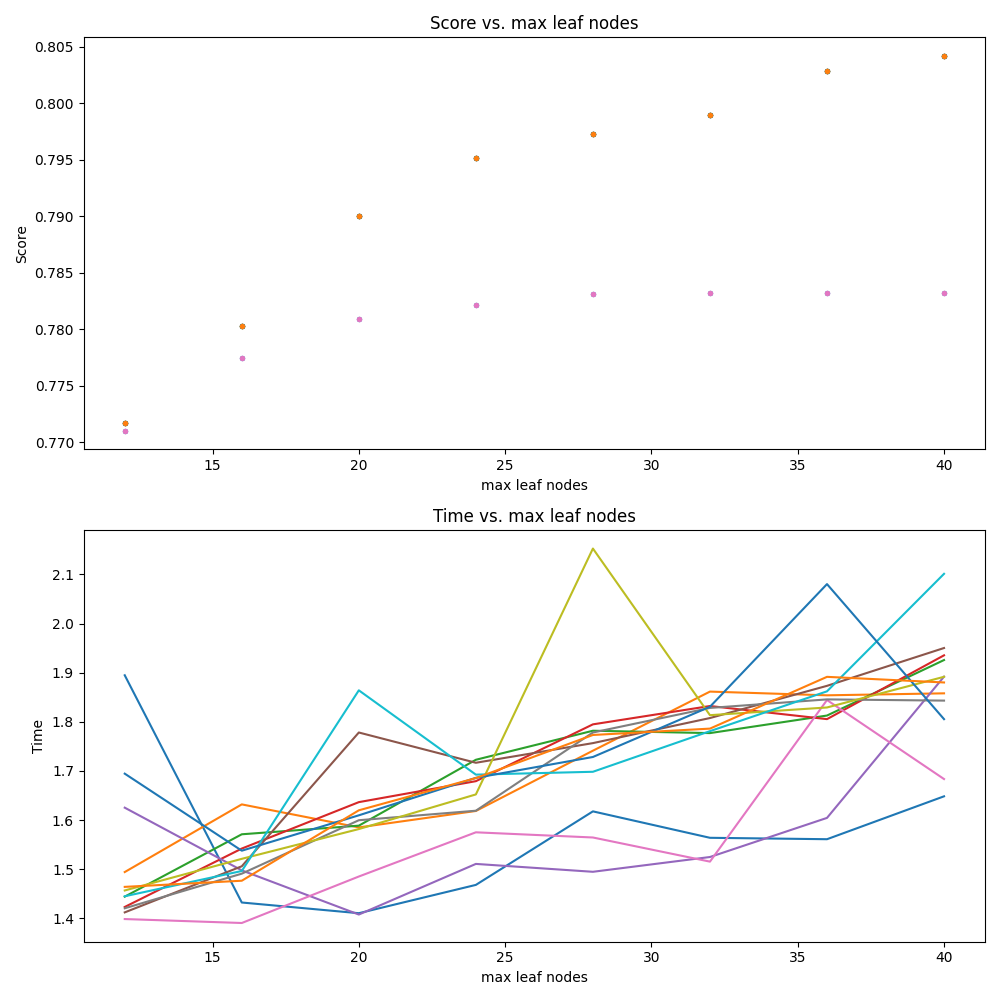 Score vs. max leaf nodes
0.805
0.800
0.795
0.790
0.785
0.780
0.775
0.770
Score
15 20 25 30 35 40
max leaf nodes
Time vs. max leaf nodes
2.1
2.0
1.9
1.8
1.7
1.6
1.5
1.4
Time
15 20 25 30 35 40
max leaf nodes